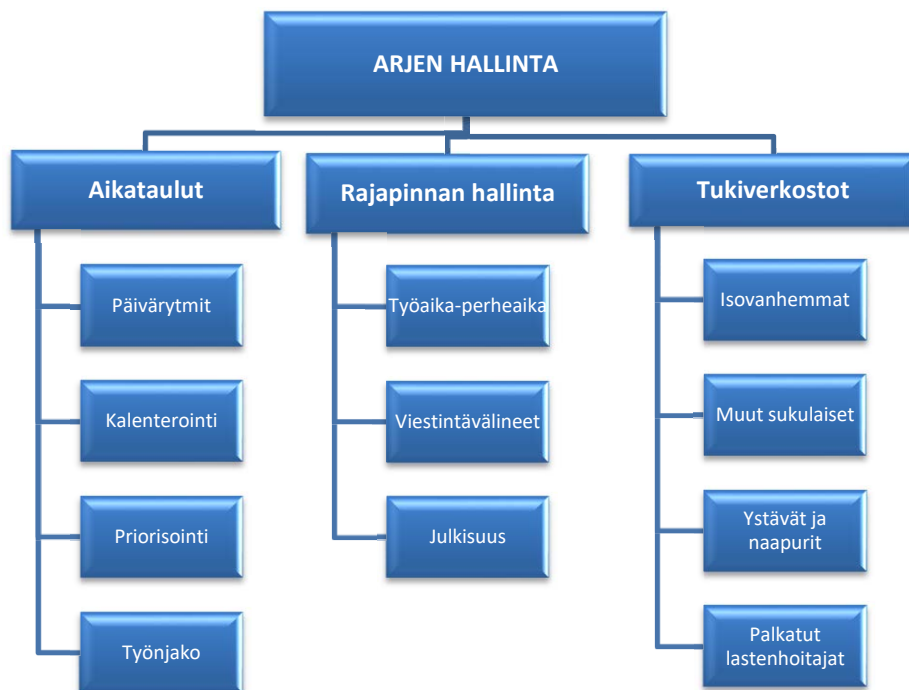 ARJEN HALLINTA
Aikataulut
Päivärytmit
Kalenterointi
Priorisointi
Työnjako
Rajapinnan hallinta
Työaika-perheaika
Viestintävälineet
Julkisuus
Tukiverkostot
Isovanhemmat
Muut sukulaiset
Ystävät ja
naapurit
Palkatut
lastenhoitajat